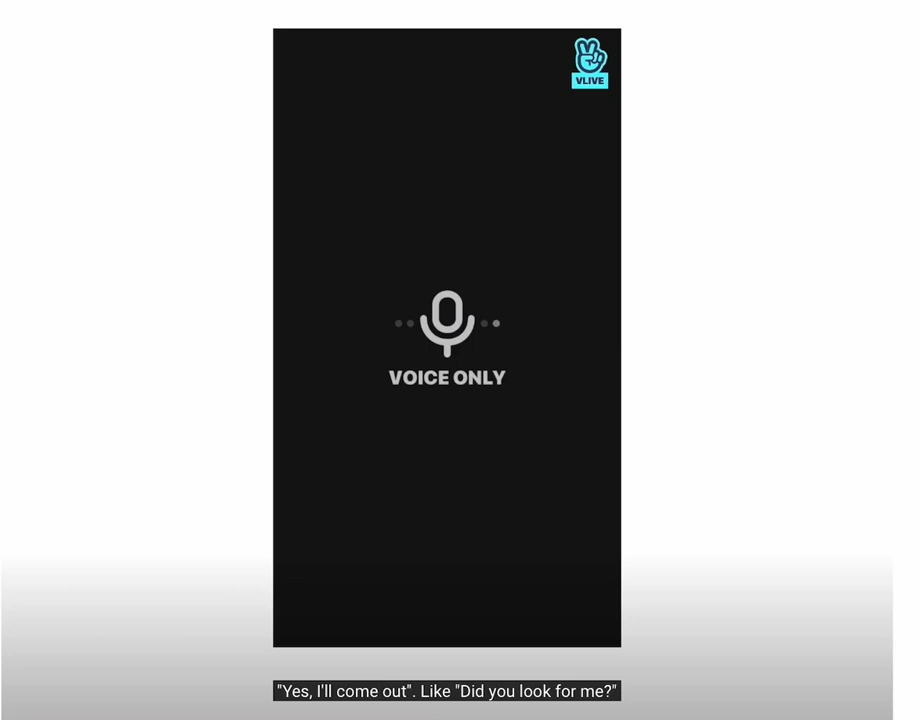 VLIVE
VOICE ONLY
"Yes, I'll come out". Like "Did you look for me?"